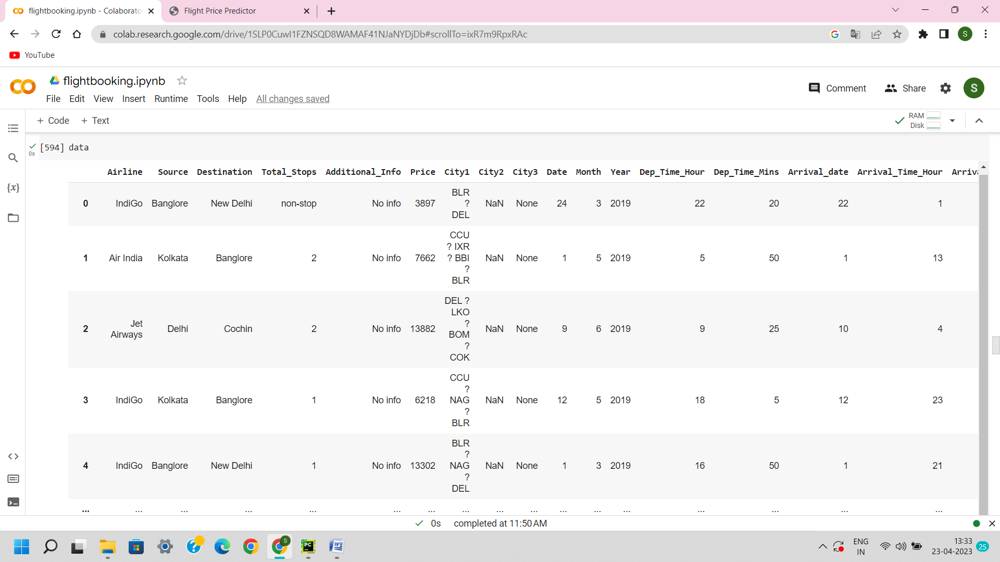 flightbooking.ipynb - Colaborato
Flight Price Predictor
colab.research.google.com/drive/1SLP0CuwI1FZNSQD8WAMAF41NJaNYDjDb#scrollTo=ixR7m9RpxRAc
S
YouTube
flightbooking.ipynb
File Edit View Insert Runtime Tools Help All changes saved
Comment Share S
+ Code + Text
RAM
Disk
[594] data
0s
Airline Source Destination Total_Stops Additional_Info Price City1 City2 City3 Date Month Year Dep_Time_Hour Dep_Time_Mins Arrival_date Arrival_Time_Hour Arriva
0 IndiGo Banglore New Delhi non-stop No info 3897 BLR ? DEL NaN None 24 3 2019 22 20 22 1
1 Air India Kolkata Banglore 2 No info 7662 CCU ? IXR ? BBI ? BLR NaN None 1 5 2019 5 50 1 13
2 Jet Airways Delhi Cochin 2 No info 13882 DEL ? LKO ? BOM ? COK NaN None 9 6 2019 9 25 10 4
3 IndiGo Kolkata Banglore 1 No info 6218 CCU ? NAG ? BLR NaN None 12 5 2019 18 5 12 23
4 IndiGo Banglore New Delhi 1 No info 13302 BLR ? NAG ? DEL NaN None 1 3 2019 16 50 1 21
... ... ... ... ... ... ... ... ... ... ... ... ... ... ... ... ...
0s completed at 11:50 AM
ENG
IN
13:33
23-04-2023
25